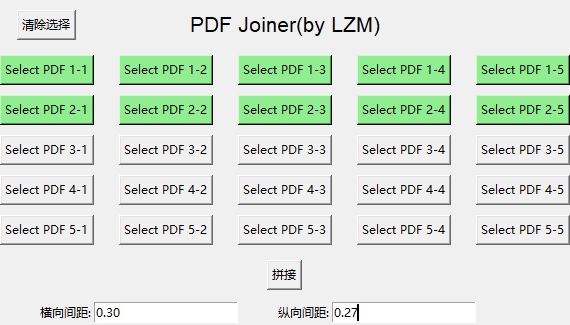 清除选择
PDF Joiner(by LZM)
Select PDF 1-1 Select PDF 1-2 Select PDF 1-3 Select PDF 1-4 Select PDF 1-5
Select PDF 2-1 Select PDF 2-2 Select PDF 2-3 Select PDF 2-4 Select PDF 2-5
Select PDF 3-1 Select PDF 3-2 Select PDF 3-3 Select PDF 3-4 Select PDF 3-5
Select PDF 4-1 Select PDF 4-2 Select PDF 4-3 Select PDF 4-4 Select PDF 4-5
Select PDF 5-1 Select PDF 5-2 Select PDF 5-3 Select PDF 5-4 Select PDF 5-5
拼接
横向间距: 0.30 纵向间距: 0.27